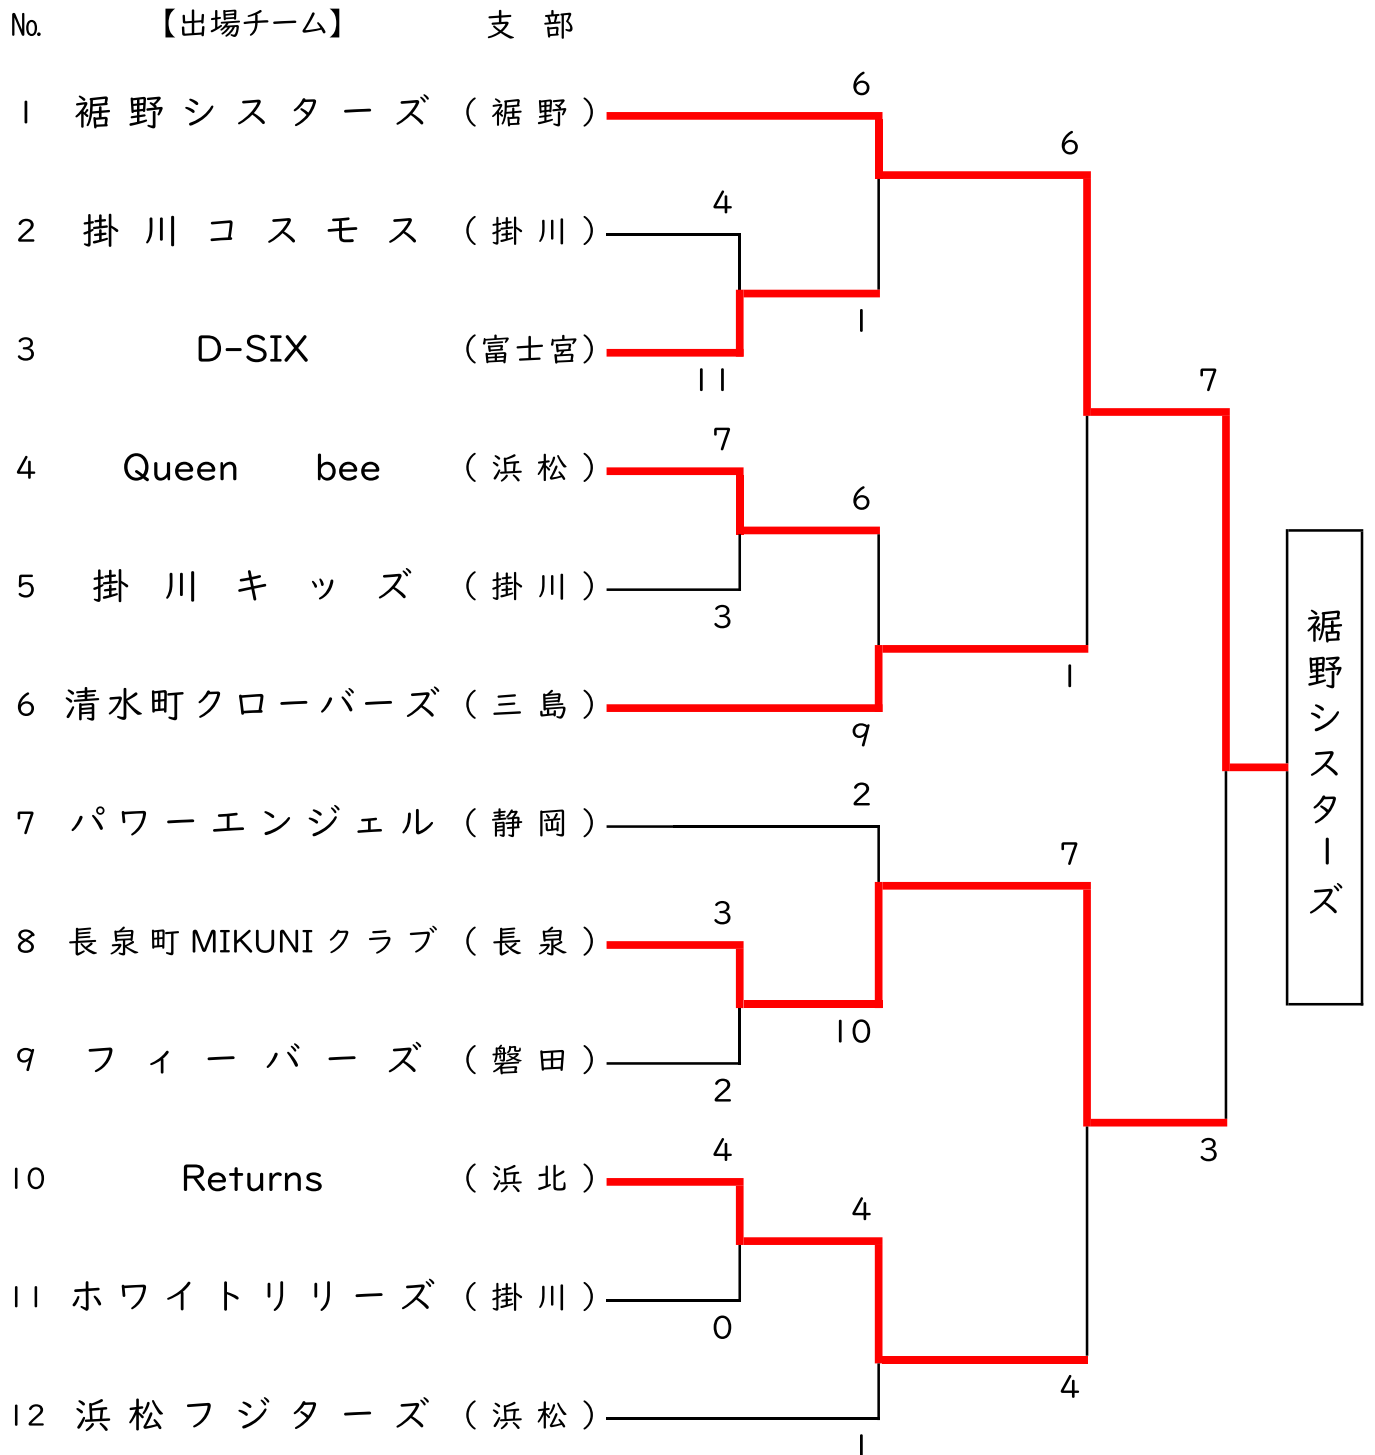 No. 【出場チーム】 支部
6
1 裾野シスターズ (裾野)
6
4
2 掛川コスモス (掛川)
1
3 D-SIX (富士宮)
11
7
7
4 Queen bee (浜松)
6
5 掛川キッズ (掛川)
3
裾野シスターズ
1
6 清水町クローバーズ (三島)
9
2
7 パワーエンジェル (静岡)
7
3
8 長泉町MIKUNIクラブ (長泉)
10
9 フィーバーズ (磐田)
2
4
3
10 Returns (浜北)
4
11 ホワイトリリーズ (掛川)
0
4
12 浜松フジターズ (浜松)
1